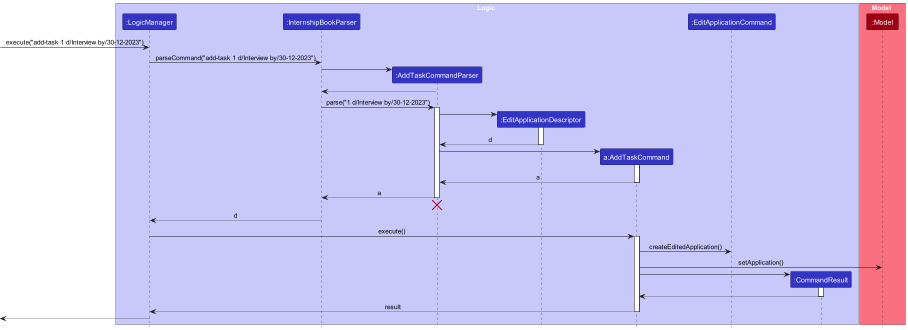 Logic
Model
:LogicManager
:InternshipBookParser
:EditApplicationCommand
:Model
execute("add-task 1 d/Interview by/30-12-2023")
parseCommand("add-task 1 d/Interview by/30-12-2023")
:AddTaskCommandParser
parse("1 d/Interview by/30-12-2023")
:EditApplicationDescriptor
d
a:AddTaskCommand
a
a
d
execute()
createEditedApplication()
setApplication()
:CommandResult
result